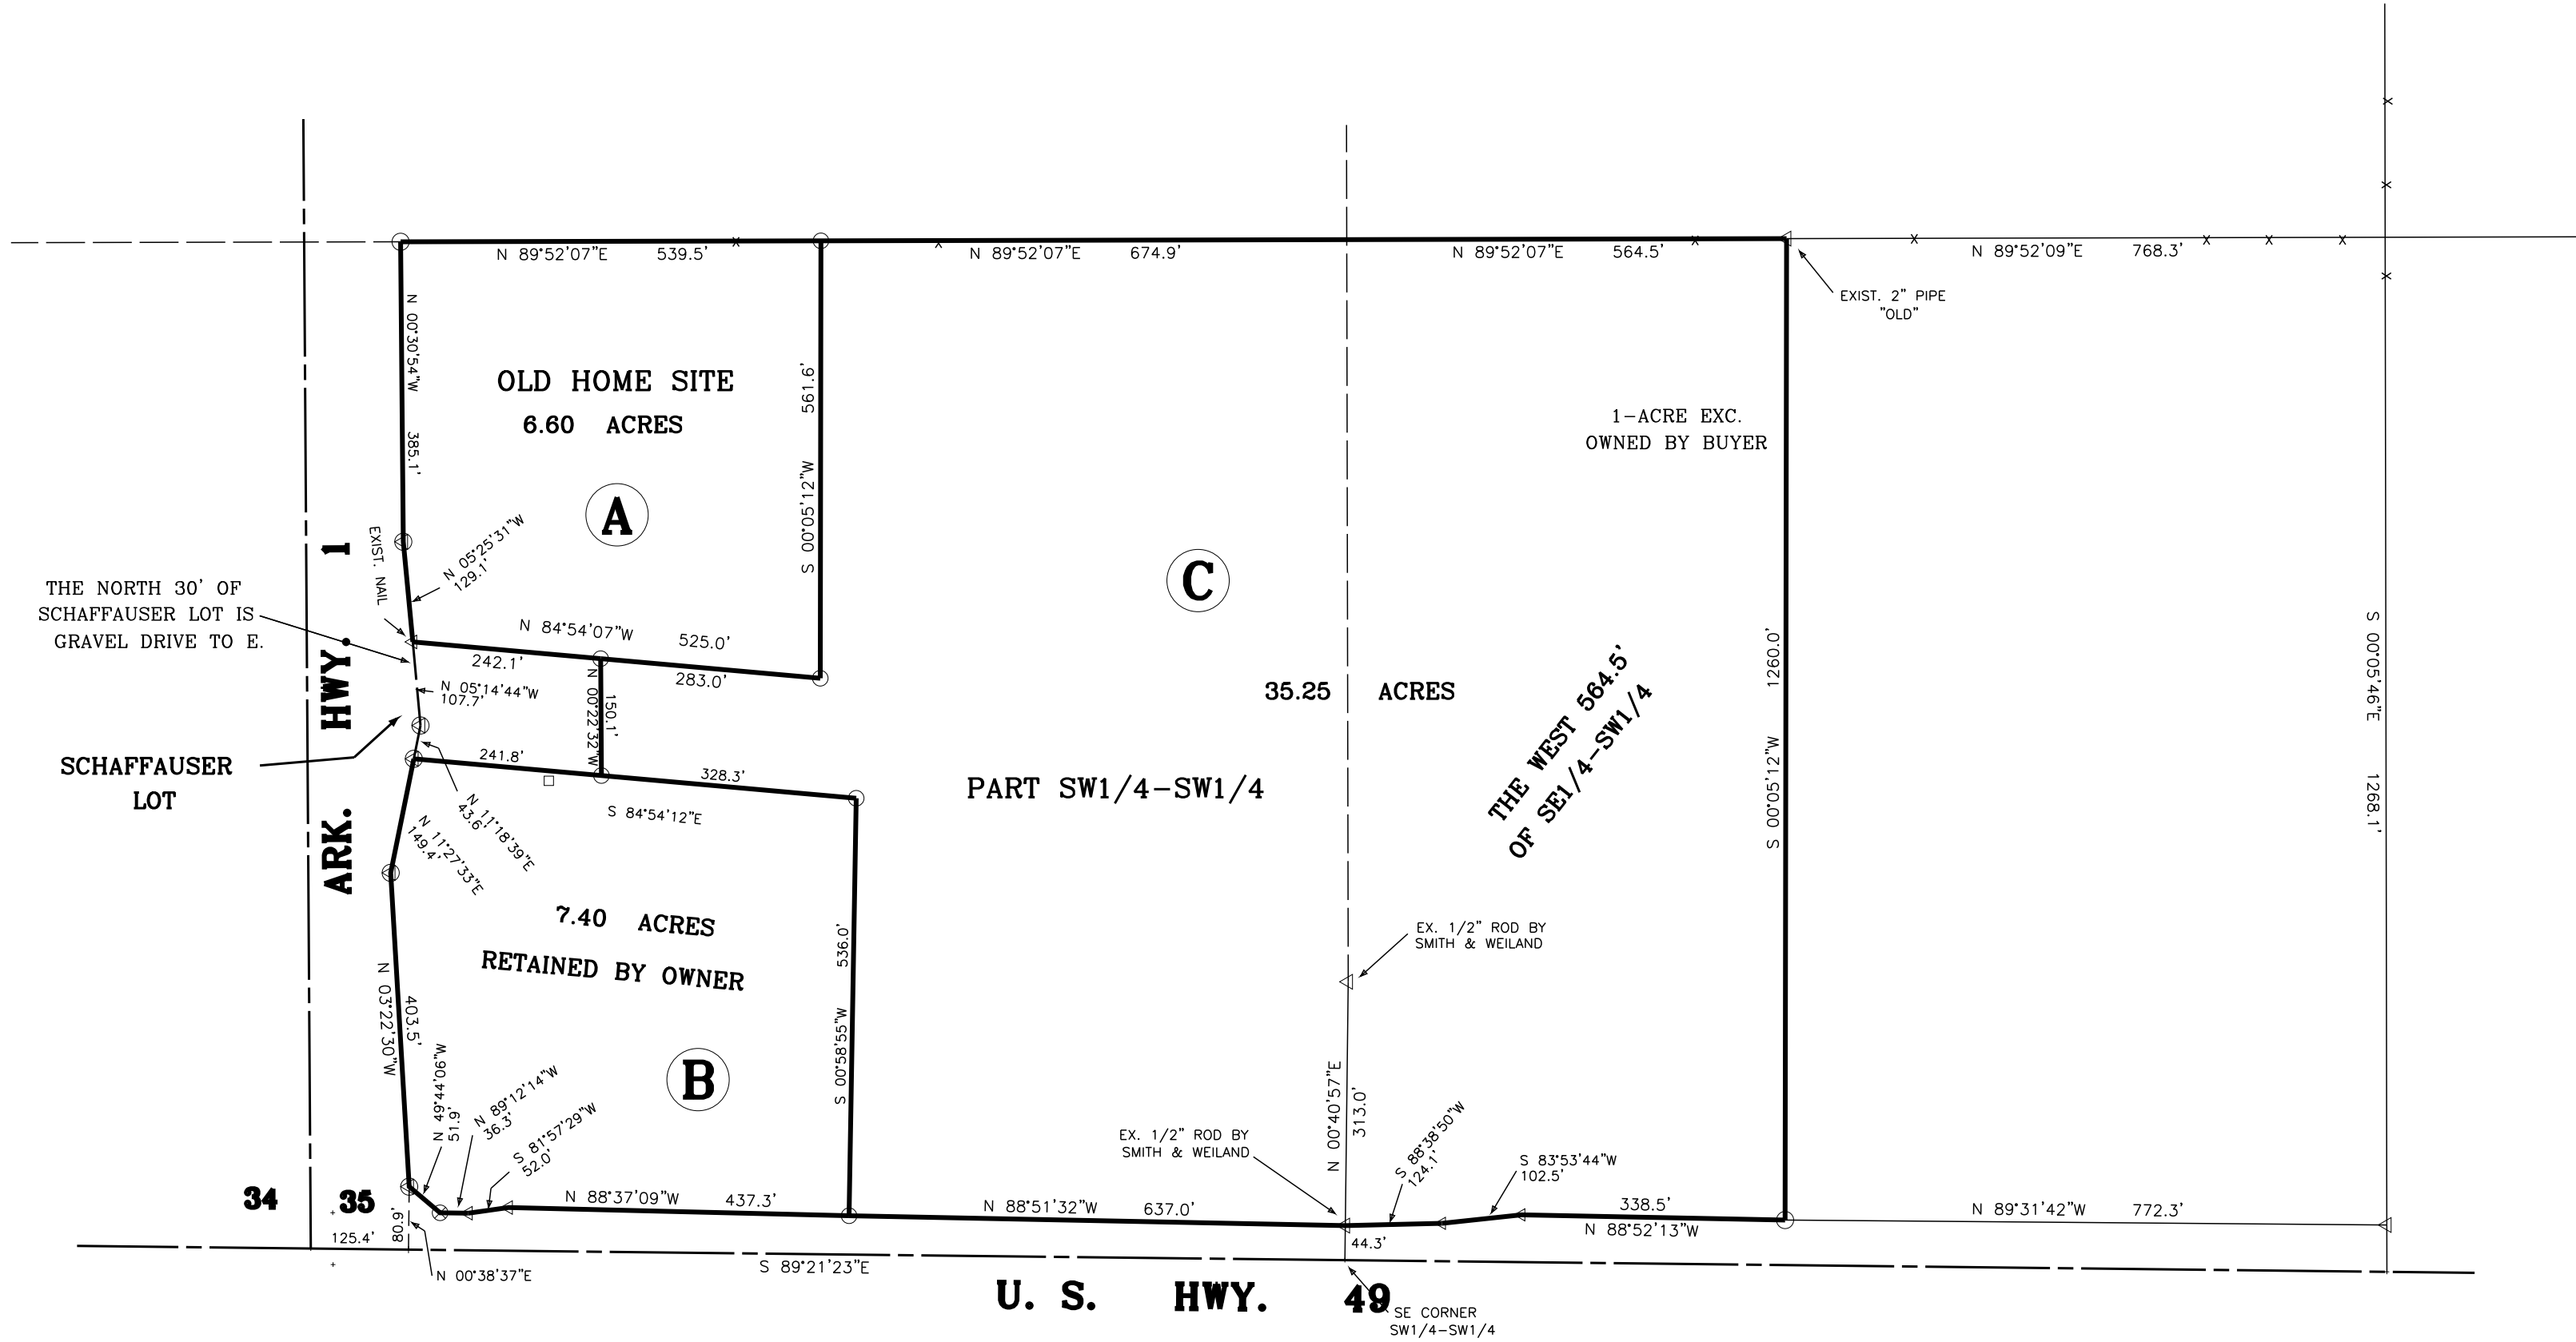 N 89°52'07"E 539.5'
N 89°52'07"E 674.9'
N 89°52'07"E 564.5'
N 89°52'09"E 768.3'
EXIST. 2" PIPE
"OLD"
N 00°30'54"W 385.1'
OLD HOME SITE
6.60 ACRES
A
S 00°05'12"W 561.6'
1-ACRE EXC.
OWNED BY BUYER
N 05°25'31"W
129.1'
EXIST. NAIL
THE NORTH 30' OF
SCHAFFAUSER LOT IS
GRAVEL DRIVE TO E.
ARK. HWY. 1
N 84°54'07"W 525.0'
242.1'
283.0'
N 05°14'44"W
107.7'
N 00°22'32"W
150.1'
SCHAFFAUSER
LOT
241.8'
328.3'
S 84°54'12"E
N 11°18'39"E
43.6'
N 11°27'33"E
149.4'
C
35.25 ACRES
PART SW1/4-SW1/4
THE WEST 564.5'
OF SE1/4-SW1/4
S 00°05'12"W 1260.0'
S 00°05'46"E 1268.1'
7.40 ACRES
RETAINED BY OWNER
B
S 00°58'55"W 536.0'
N 03°22'30"W
403.5'
EX. 1/2" ROD BY
SMITH & WEILAND
N 49°44'06"W
51.9'
N 89°12'14"W
36.3'
S 81°57'29"W
52.0'
N 00°40'57"E
313.0'
EX. 1/2" ROD BY
SMITH & WEILAND
S 88°38'50"W
124.1'
S 83°53'44"W
102.5'
34 35
N 88°37'09"W 437.3'
N 88°51'32"W 637.0'
338.5'
N 88°52'13"W
N 89°31'42"W 772.3'
125.4'
80.9'
N 00°38'37"E
44.3'
S 89°21'23"E
U. S. HWY. 49
SE CORNER
SW1/4-SW1/4